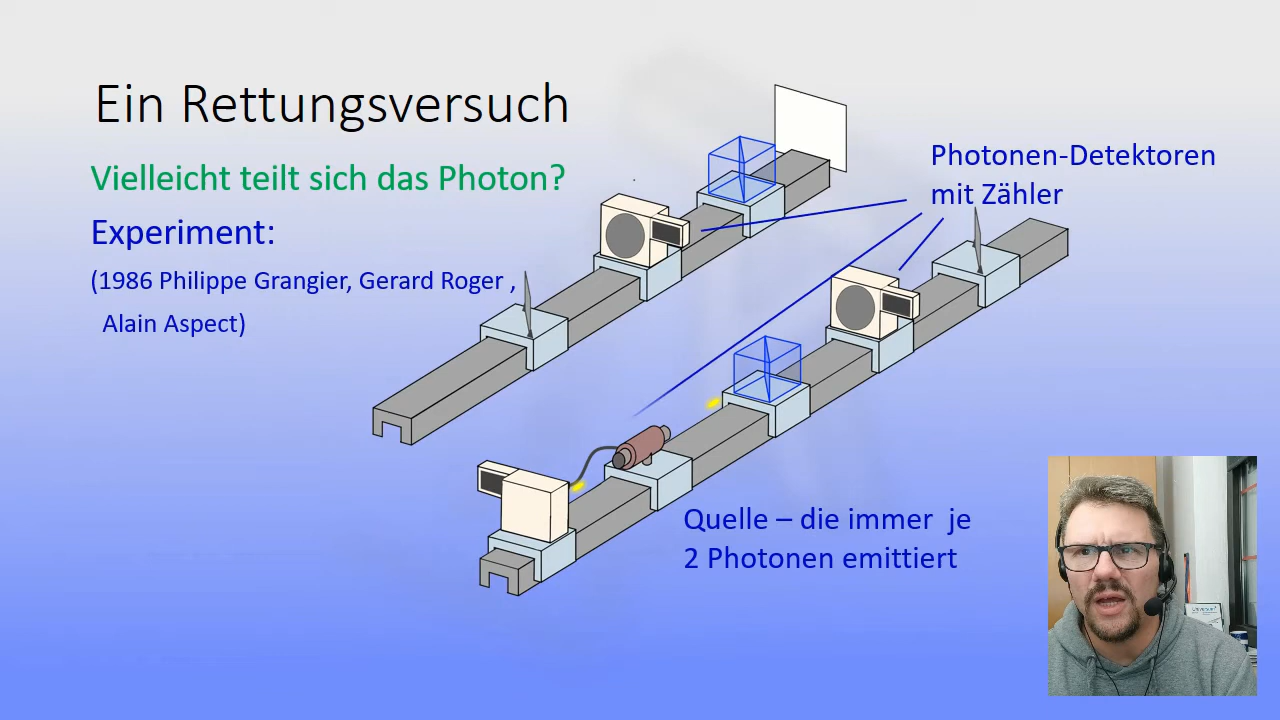 Ein Rettungsversuch
Vielleicht teilt sich das Photon?
Experiment:
(1986 Philippe Grangier, Gerard Roger ,
Alain Aspect)
Photonen-Detektoren
mit Zähler
Quelle – die immer je
2 Photonen emittiert